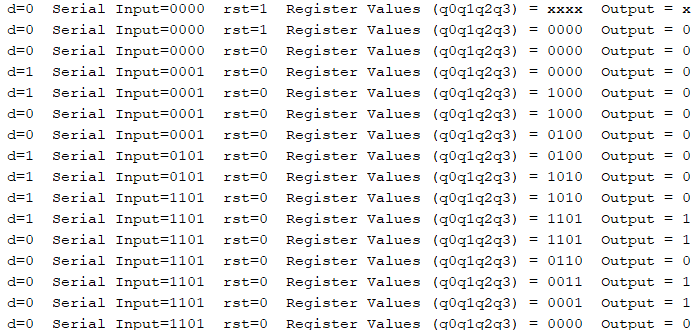 d=0  Serial Input=0000  rst=1  Register Values (q0q1q2q3) = xxxx  Output = x
d=0  Serial Input=0000  rst=1  Register Values (q0q1q2q3) = 0000  Output = 0
d=0  Serial Input=0000  rst=0  Register Values (q0q1q2q3) = 0000  Output = 0
d=1  Serial Input=0001  rst=0  Register Values (q0q1q2q3) = 0000  Output = 0
d=1  Serial Input=0001  rst=0  Register Values (q0q1q2q3) = 1000  Output = 0
d=0  Serial Input=0001  rst=0  Register Values (q0q1q2q3) = 1000  Output = 0
d=0  Serial Input=0001  rst=0  Register Values (q0q1q2q3) = 0100  Output = 0
d=1  Serial Input=0101  rst=0  Register Values (q0q1q2q3) = 0100  Output = 0
d=1  Serial Input=0101  rst=0  Register Values (q0q1q2q3) = 1010  Output = 0
d=1  Serial Input=1101  rst=0  Register Values (q0q1q2q3) = 1010  Output = 0
d=1  Serial Input=1101  rst=0  Register Values (q0q1q2q3) = 1101  Output = 1
d=0  Serial Input=1101  rst=0  Register Values (q0q1q2q3) = 1101  Output = 1
d=0  Serial Input=1101  rst=0  Register Values (q0q1q2q3) = 0110  Output = 0
d=0  Serial Input=1101  rst=0  Register Values (q0q1q2q3) = 0011  Output = 1
d=0  Serial Input=1101  rst=0  Register Values (q0q1q2q3) = 0001  Output = 1
d=0  Serial Input=1101  rst=0  Register Values (q0q1q2q3) = 0000  Output = 0